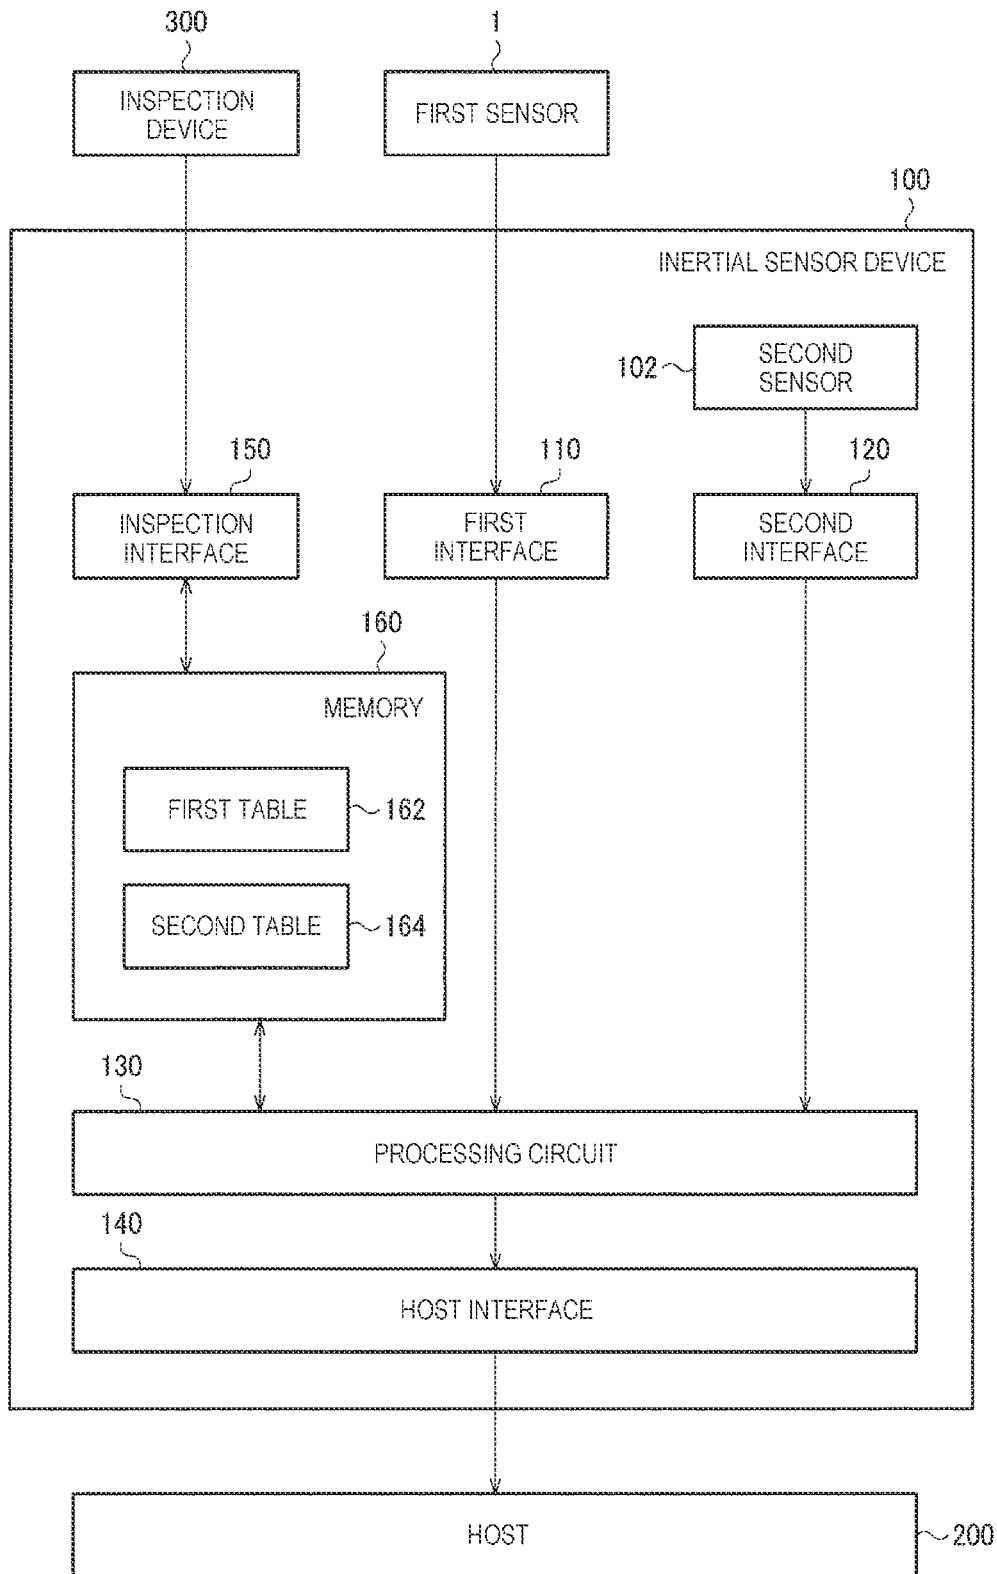 300
1
INSPECTION
DEVICE
FIRST SENSOR
100
INERTIAL SENSOR DEVICE
102
SECOND
SENSOR
150
110
120
INSPECTION
INTERFACE
FIRST
INTERFACE
SECOND
INTERFACE
160
MEMORY
FIRST TABLE
162
SECOND TABLE
164
130
PROCESSING CIRCUIT
140
HOST INTERFACE
HOST
200